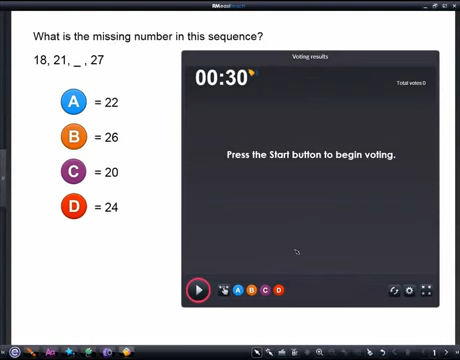 RM easiteach
What is the missing number in this sequence?
18, 21, _ , 27
A = 22
B = 26
C = 20
D = 24
Voting results
00:30
Total votes:0
Press the Start button to begin voting.
A B C D
1